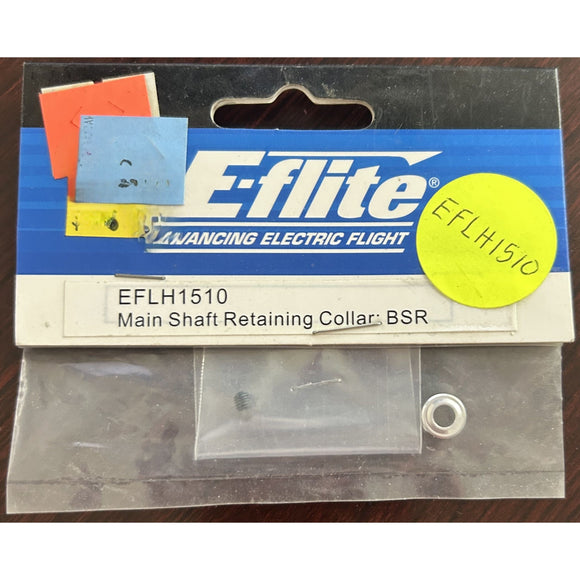 E-flite®
ADVANCING ELECTRIC FLIGHT
EFLH1510
EFLH1510
Main Shaft Retaining Collar: BSR